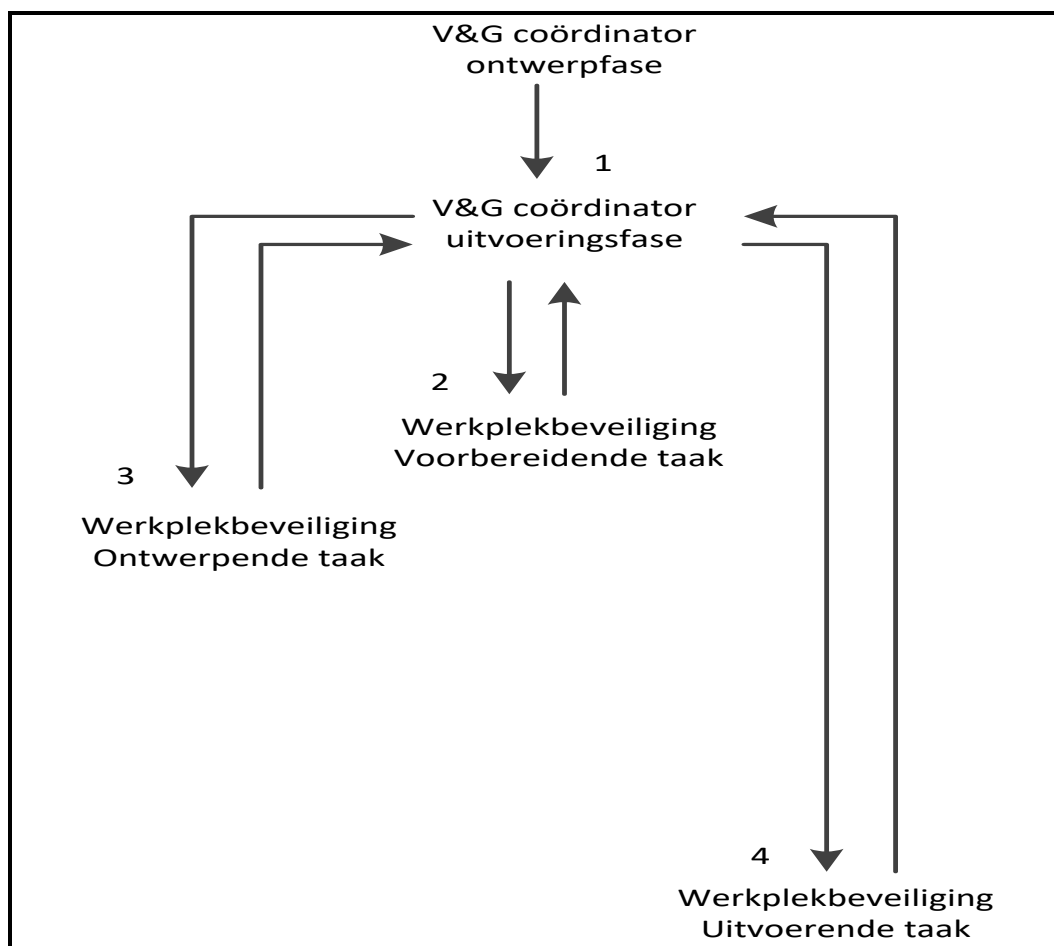 V&G coördinator
ontwerpfase
1
V&G coördinator
uitvoeringsfase
2
Werkplekbeveiliging
Voorbereidende taak
3
Werkplekbeveiliging
Ontwerpende taak
4
Werkplekbeveiliging
Uitvoerende taak